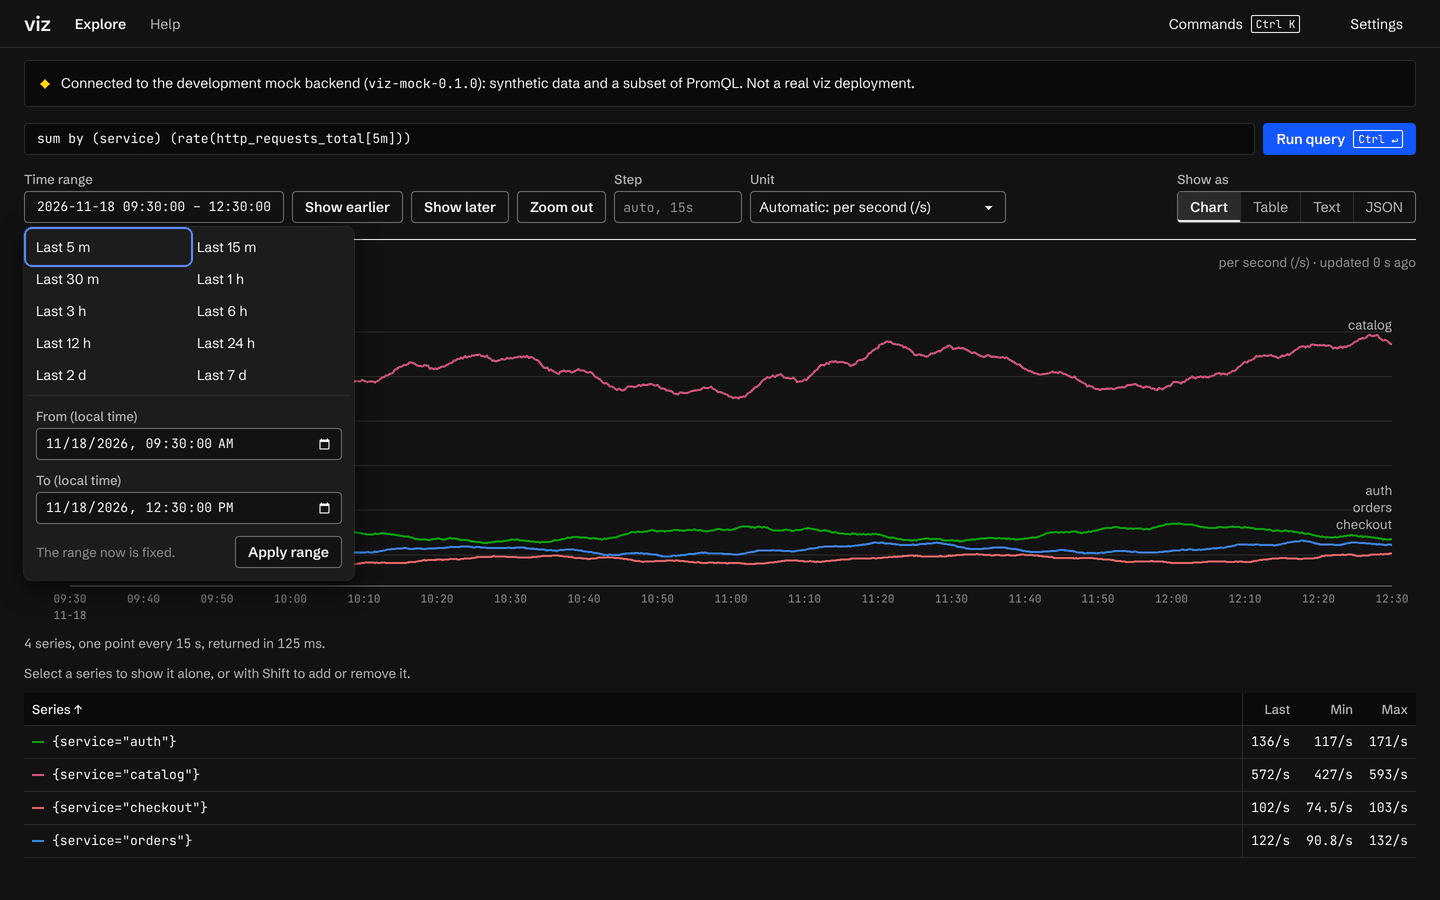 viz Explore Help Commands Ctrl K Settings
Connected to the development mock backend (viz-mock-0.1.0): synthetic data and a subset of PromQL. Not a real viz deployment.
sum by (service) (rate(http_requests_total[5m])) Run query Ctrl ↵
Time range Step Unit Show as
2026-11-18 09:30:00 – 12:30:00 Show earlier Show later Zoom out auto, 15s Automatic: per second (/s) Chart Table Text JSON
Last 5 m Last 15 m
per second (/s) · updated 0 s ago
Last 30 m Last 1 h
Last 3 h Last 6 h
catalog
Last 12 h Last 24 h
Last 2 d Last 7 d
From (local time)
11/18/2026, 09:30:00 AM
To (local time)
auth
11/18/2026, 12:30:00 PM
orders
checkout
The range now is fixed. Apply range
09:30 09:40 09:50 10:00 10:10 10:20 10:30 10:40 10:50 11:00 11:10 11:20 11:30 11:40 11:50 12:00 12:10 12:20 12:30
11-18
4 series, one point every 15 s, returned in 125 ms.
Select a series to show it alone, or with Shift to add or remove it.
Series ↑ Last Min Max
{service="auth"} 136/s 117/s 171/s
{service="catalog"} 572/s 427/s 593/s
{service="checkout"} 102/s 74.5/s 103/s
{service="orders"} 122/s 90.8/s 132/s